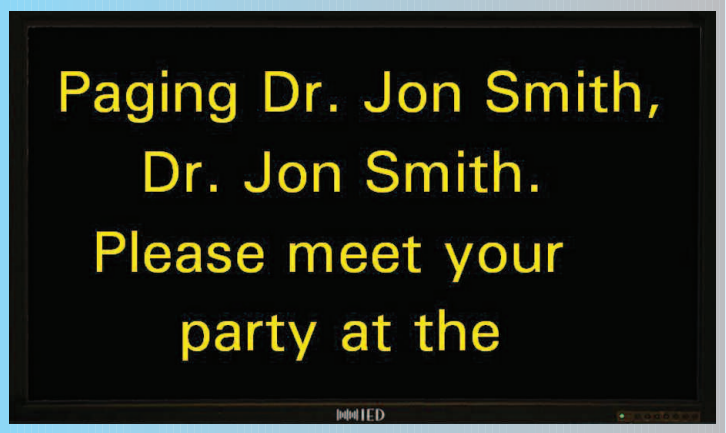 Paging Dr. Jon Smith,
Dr. Jon Smith.
Please meet your
party at the
IED